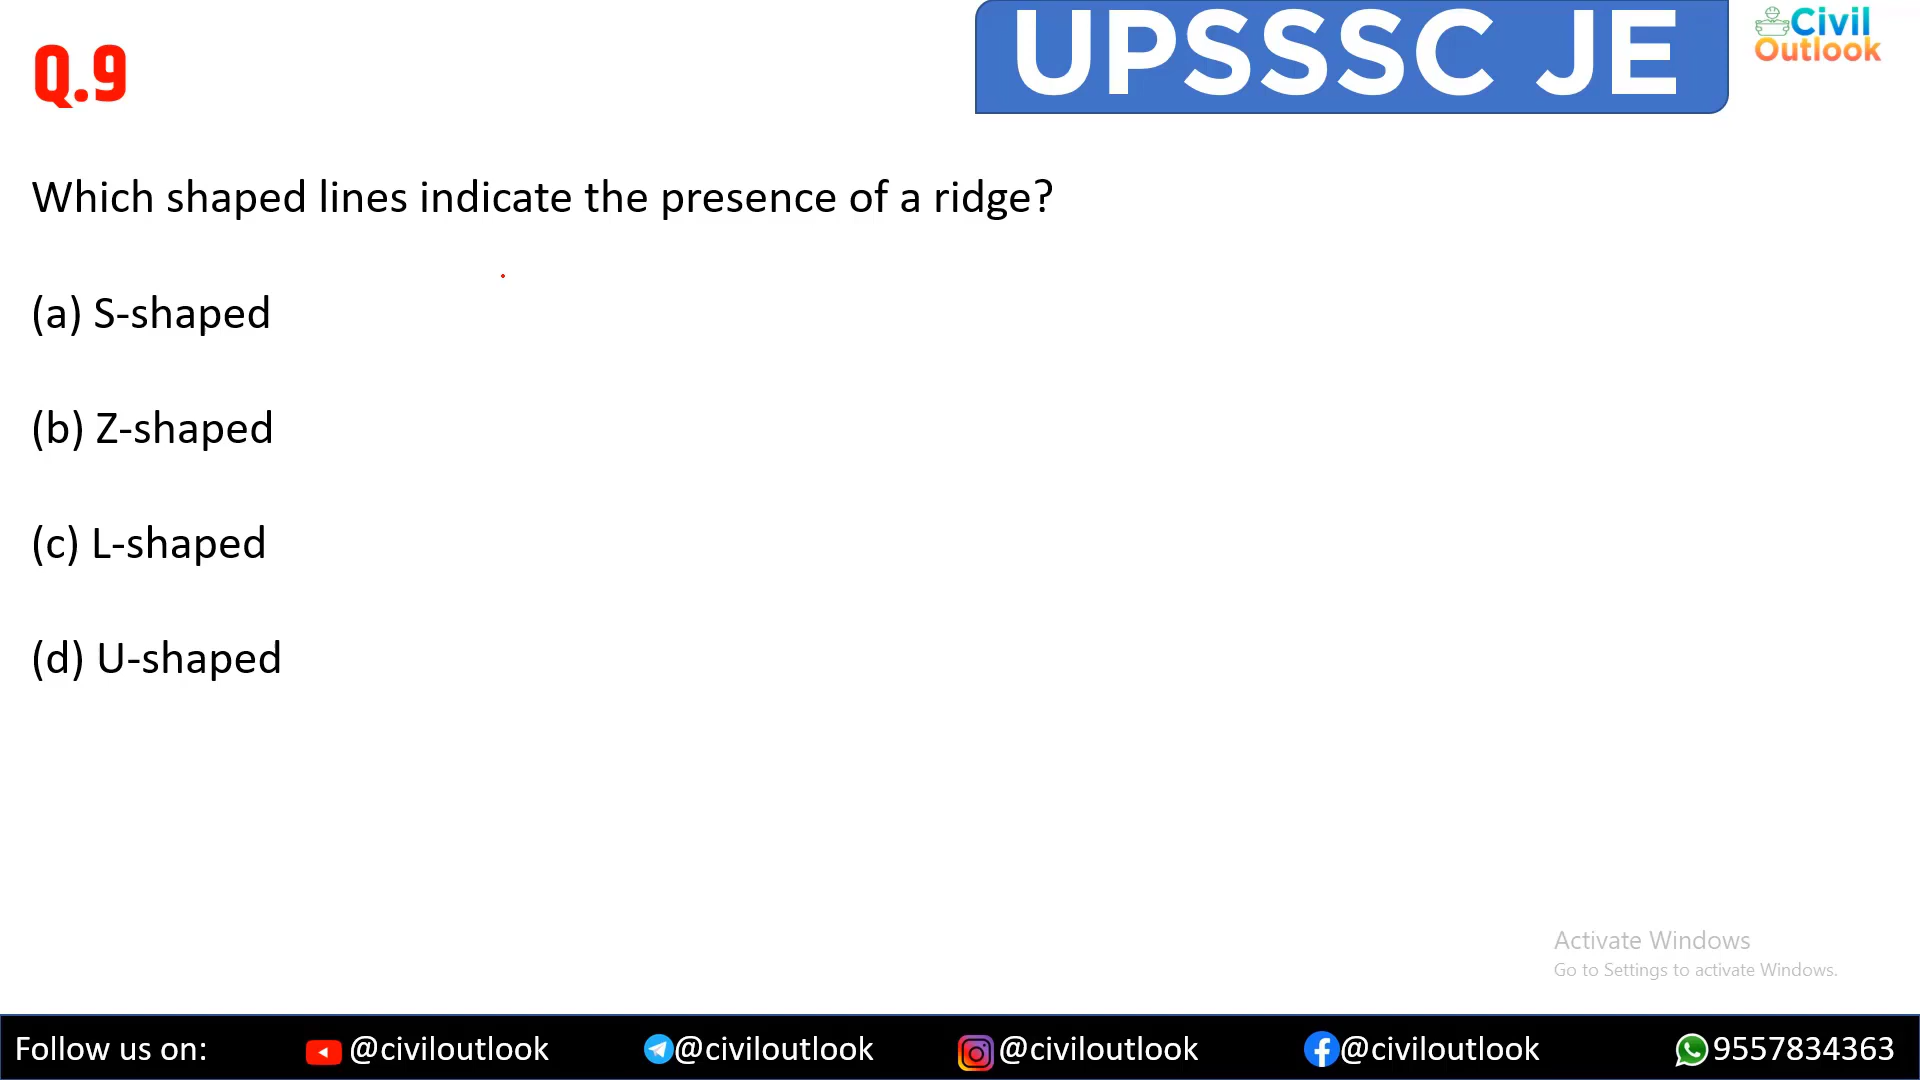 Q.9
UPSSSC JE
Civil
Outlook
Which shaped lines indicate the presence of a ridge?
(a) S-shaped
(b) Z-shaped
(c) L-shaped
(d) U-shaped
Activate Windows
Go to Settings to activate Windows.
Follow us on: @civiloutlook @civiloutlook @civiloutlook @civiloutlook 9557834363